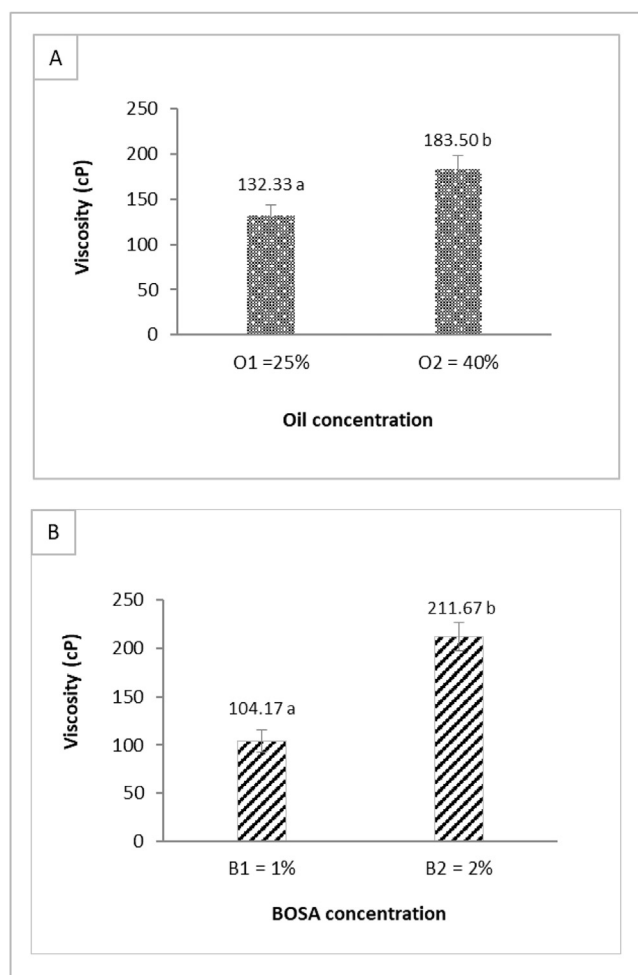 A
Viscosity (cP)
250
200
150
100
50
0
132.33 a
183.50 b
O1 =25%
O2 = 40%
Oil concentration
B
Viscosity (cP)
250
200
150
100
50
0
104.17 a
211.67 b
B1 = 1%
B2 = 2%
BOSA concentration